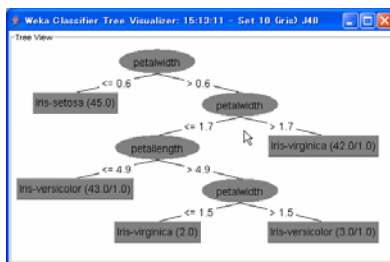 Weka Classifier Tree Visualizer: 15:13:11 - Set 10 (iris) J48
Tree View
petalwidth
<= 0.6
> 0.6
Iris-setosa (45.0)
petalwidth
<= 1.7
> 1.7
petallength
Iris-virginica (42.0/1.0)
<= 4.9
> 4.9
Iris-versicolor (43.0/1.0)
petalwidth
<= 1.5
> 1.5
Iris-virginica (2.0)
Iris-versicolor (3.0/1.0)